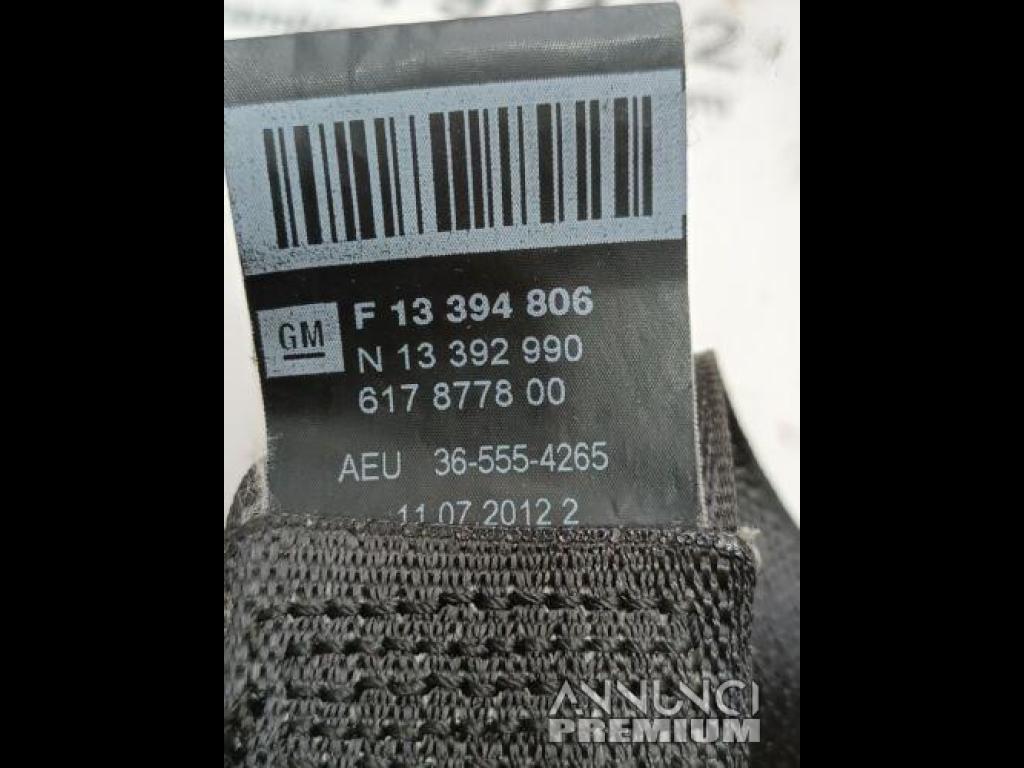 GM
F 13 394 806
N 13 392 990
617 8778 00
AEU 36-555-4265
11.07.2012 2
ANNUNCI
PREMIUM